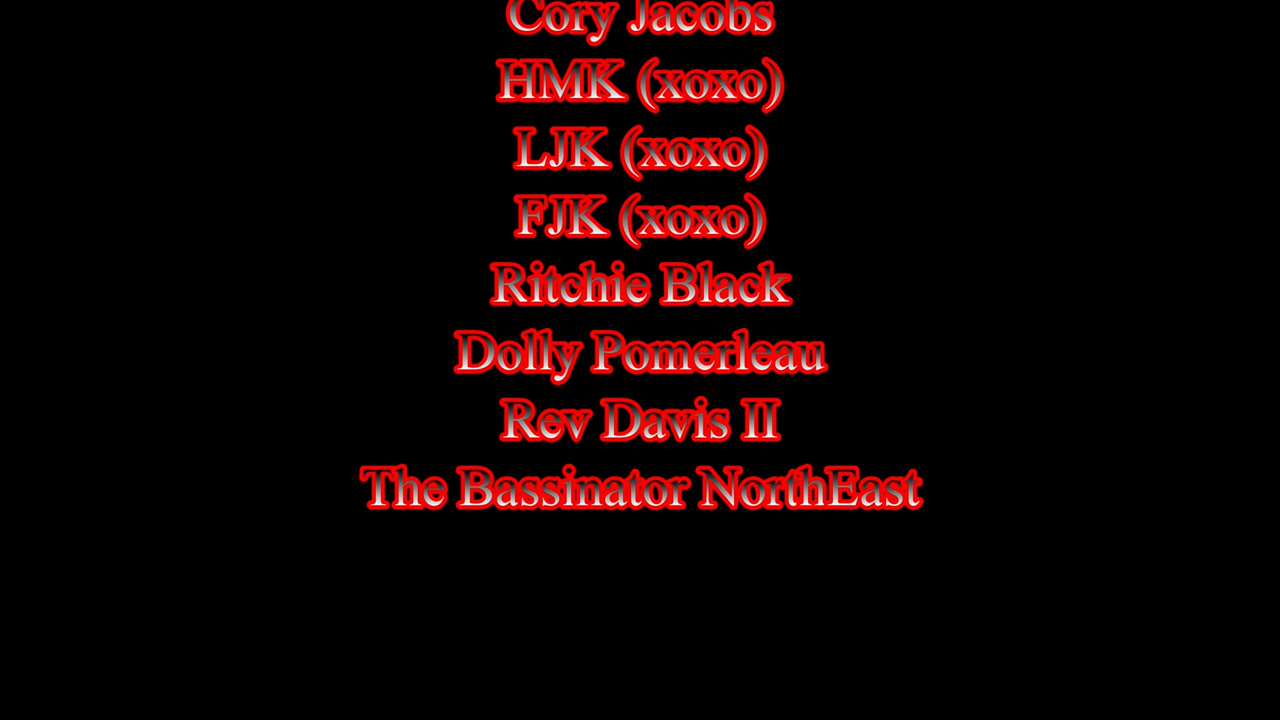 Cory Jacobs
HMK (xoxo)
LJK (xoxo)
FJK (xoxo)
Ritchie Black
Dolly Pomerleau
Rev Davis II
The Bassinator NorthEast